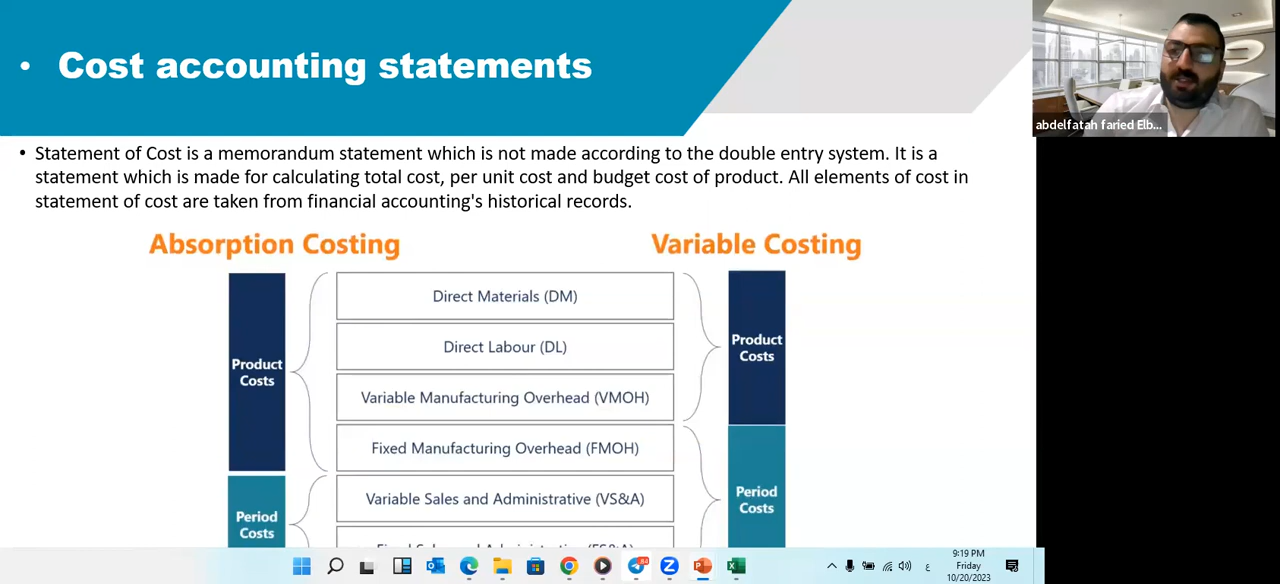 • Cost accounting statements
abdelfatah faried Elb...
• Statement of Cost is a memorandum statement which is not made according to the double entry system. It is a
statement which is made for calculating total cost, per unit cost and budget cost of product. All elements of cost in
statement of cost are taken from financial accounting's historical records.
Absorption Costing
Variable Costing
Direct Materials (DM)
Direct Labour (DL)
Variable Manufacturing Overhead (VMOH)
Fixed Manufacturing Overhead (FMOH)
Variable Sales and Administrative (VS&A)
Product
Costs
Period
Costs
Product
Costs
Period
Costs
ع
9:19 PM
Friday
10/20/2023